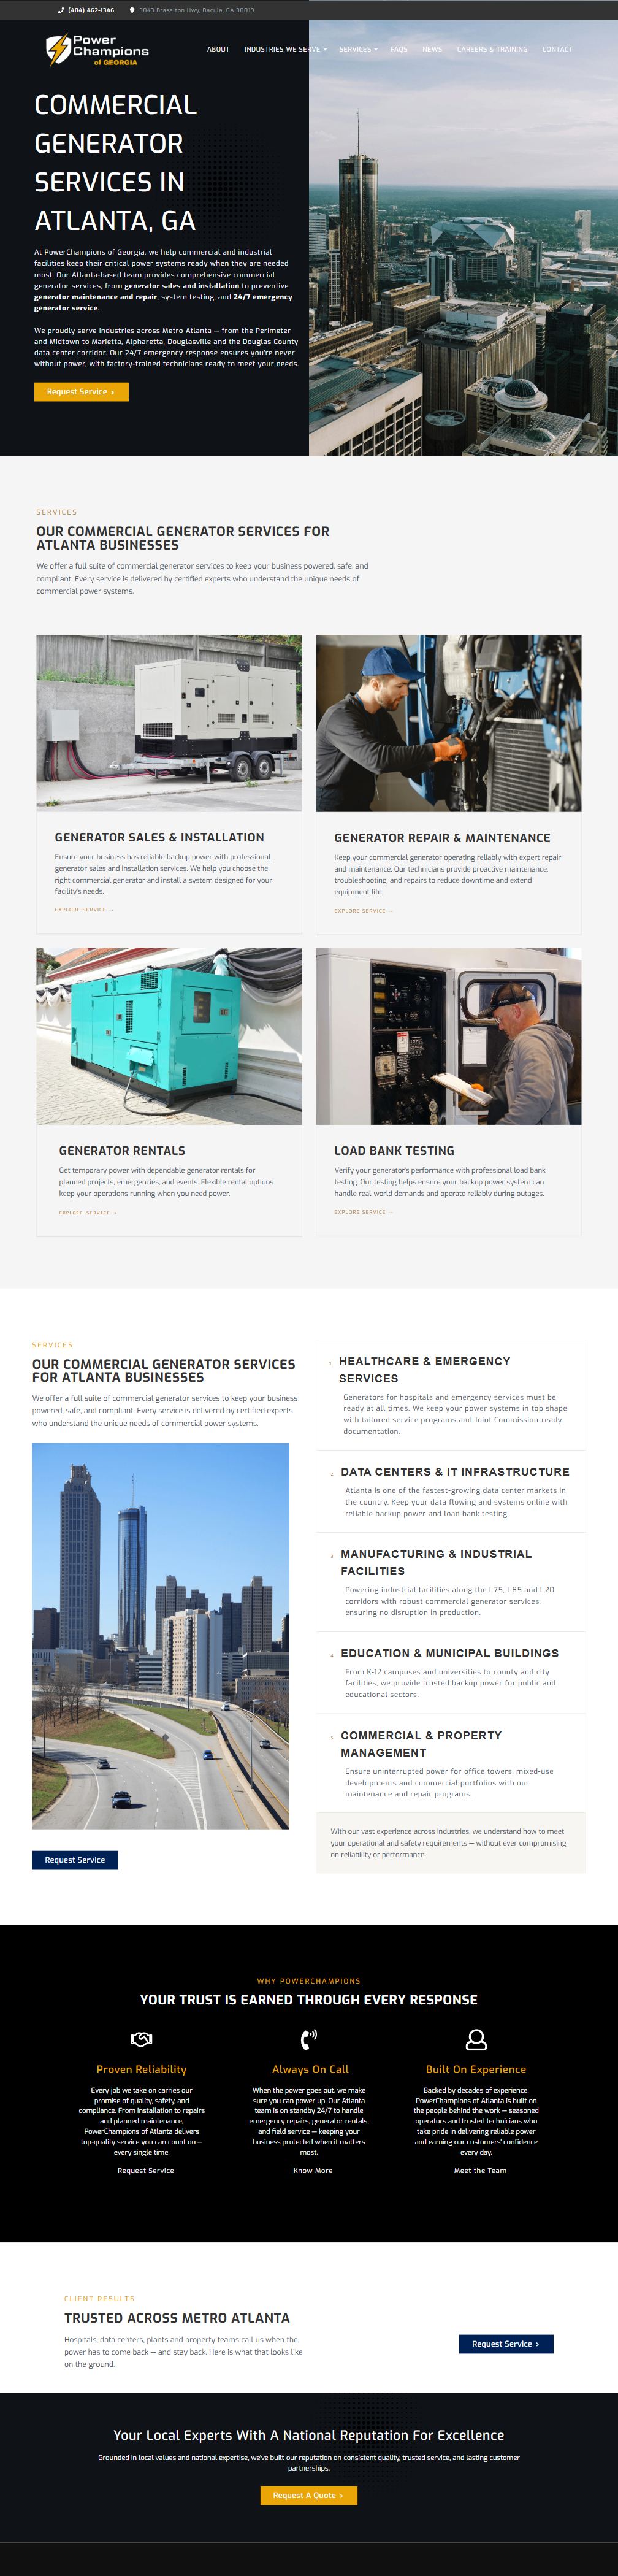 (404) 462-1346
3043 Braselton Hwy, Dacula, GA 30019
Power
Champions
of GEORGIA
ABOUT
INDUSTRIES WE SERVE
SERVICES
FAQS
NEWS
CAREERS & TRAINING
CONTACT
COMMERCIAL
GENERATOR
SERVICES IN
ATLANTA, GA
At PowerChampions of Georgia, we help commercial and industrial
facilities keep their critical power systems ready when they are needed
most. Our Atlanta-based team provides comprehensive commercial
generator services, from generator sales and installation to preventive
generator maintenance and repair, system testing, and 24/7 emergency
generator service.
We proudly serve industries across Metro Atlanta — from the Perimeter
and Midtown to Marietta, Alpharetta, Douglasville and the Douglas County
data center corridor. Our 24/7 emergency response ensures you're never
without power, with factory-trained technicians ready to meet your needs.
Request Service ›
SERVICES
OUR COMMERCIAL GENERATOR SERVICES FOR
ATLANTA BUSINESSES
We offer a full suite of commercial generator services to keep your business powered, safe, and
compliant. Every service is delivered by certified experts who understand the unique needs of
commercial power systems.
GENERATOR SALES & INSTALLATION
Ensure your business has reliable backup power with professional
generator sales and installation services. We help you choose the
right commercial generator and install a system designed for your
facility's needs.
EXPLORE SERVICE →
GENERATOR REPAIR & MAINTENANCE
Keep your commercial generator operating reliably with expert repair
and maintenance. Our technicians provide proactive maintenance,
troubleshooting, and repairs to reduce downtime and extend
equipment life.
EXPLORE SERVICE →
GENERATOR RENTALS
Get temporary power with dependable generator rentals for
planned projects, emergencies, and events. Flexible rental options
keep your operations running when you need power.
EXPLORE SERVICE →
LOAD BANK TESTING
Verify your generator's performance with professional load bank
testing. Our testing helps ensure your backup power system can
handle real-world demands and operate reliably during outages.
EXPLORE SERVICE →
SERVICES
OUR COMMERCIAL GENERATOR SERVICES
FOR ATLANTA BUSINESSES
We offer a full suite of commercial generator services to keep your business
powered, safe, and compliant. Every service is delivered by certified experts
who understand the unique needs of commercial power systems.
Request Service
1
HEALTHCARE & EMERGENCY
SERVICES
Generators for hospitals and emergency services must be
ready at all times. We keep your power systems in top shape
with tailored service programs and Joint Commission-ready
documentation.
2
DATA CENTERS & IT INFRASTRUCTURE
Atlanta is one of the fastest-growing data center markets in
the country. Keep your data flowing and systems online with
reliable backup power and load bank testing.
3
MANUFACTURING & INDUSTRIAL
FACILITIES
Powering industrial facilities along the I-75, I-85 and I-20
corridors with robust commercial generator services,
ensuring no disruption in production.
4
EDUCATION & MUNICIPAL BUILDINGS
From K-12 campuses and universities to county and city
facilities, we provide trusted backup power for public and
educational sectors.
5
COMMERCIAL & PROPERTY
MANAGEMENT
Ensure uninterrupted power for office towers, mixed-use
developments and commercial portfolios with our
maintenance and repair programs.
With our vast experience across industries, we understand how to meet
your operational and safety requirements — without ever compromising
on reliability or performance.
WHY POWERCHAMPIONS
YOUR TRUST IS EARNED THROUGH EVERY RESPONSE
Proven Reliability
Every job we take on carries our
promise of quality, safety, and
compliance. From installation to repairs
and planned maintenance,
PowerChampions of Atlanta delivers
top-quality service you can count on —
every single time.
Request Service
Always On Call
When the power goes out, we make
sure you can power up. Our Atlanta
team is on standby 24/7 to handle
emergency repairs, generator rentals,
and field service — keeping your
business protected when it matters
most.
Know More
Built On Experience
Backed by decades of experience,
PowerChampions of Atlanta is built on
the people behind the work — seasoned
operators and trusted technicians who
take pride in delivering reliable power
and earning our customers' confidence
every day.
Meet the Team
CLIENT RESULTS
TRUSTED ACROSS METRO ATLANTA
Hospitals, data centers, plants and property teams call us when the
power has to come back — and stay back. Here is what that looks like
on the ground.
Request Service ›
Your Local Experts With A National Reputation For Excellence
Grounded in local values and national expertise, we've built our reputation on consistent quality, trusted service, and lasting customer
partnerships.
Request A Quote ›